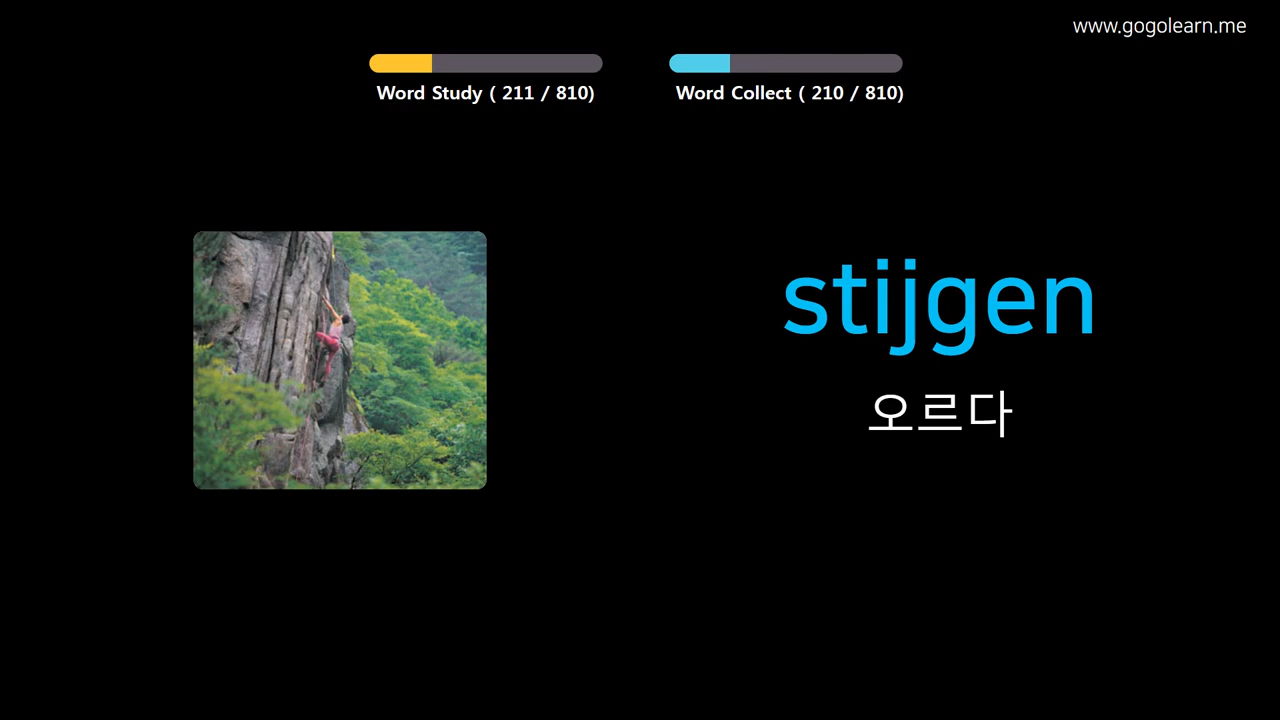 www.gogolearn.me
Word Study ( 211 / 810)
Word Collect ( 210 / 810)
stijgen
오르다